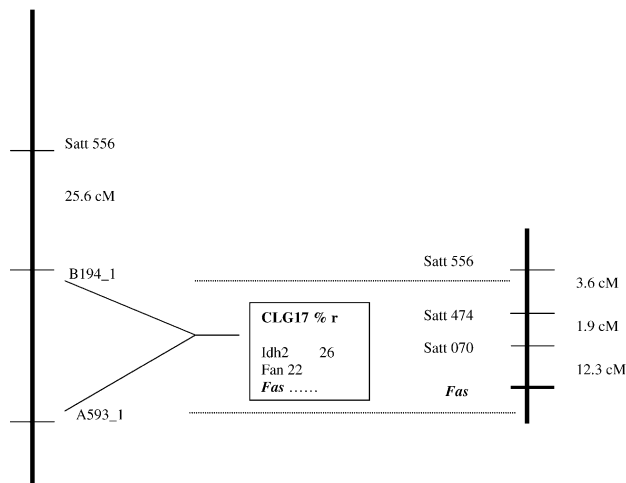 Satt 556
25.6 cM
B194_1
A593_1
CLG17 % r
Idh2 26
Fan 22
Fas ......
Satt 556
3.6 cM
Satt 474
1.9 cM
Satt 070
12.3 cM
Fas